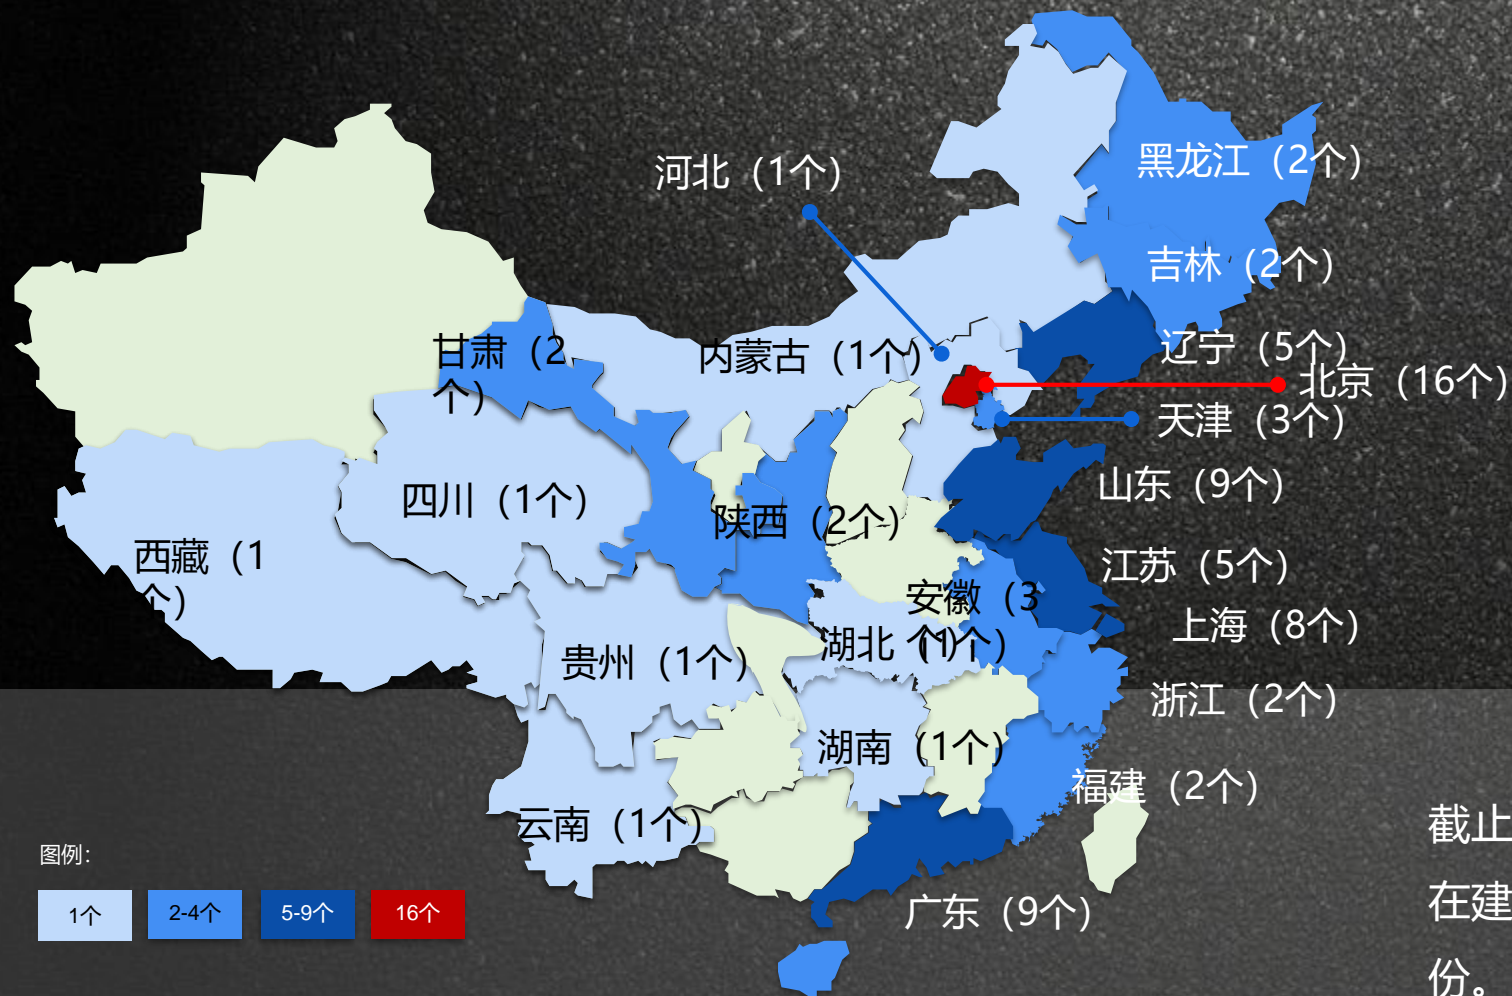 河北（1个）
黑龙江（2个）
吉林（2个）
甘肃（2
个）
内蒙古（1个）
辽宁（5个）
北京（16个）
天津（3个）
四川（1个）
陕西（2个）
山东（9个）
西藏（1
个）
江苏（5个）
安徽（3
个）
上海（8个）
湖北（1个）
贵州（1个）
浙江（2个）
湖南（1个）
福建（2个）
云南（1个）
截止
图例：
在建
1个
2-4个
5-9个
16个
广东（9个）
份。